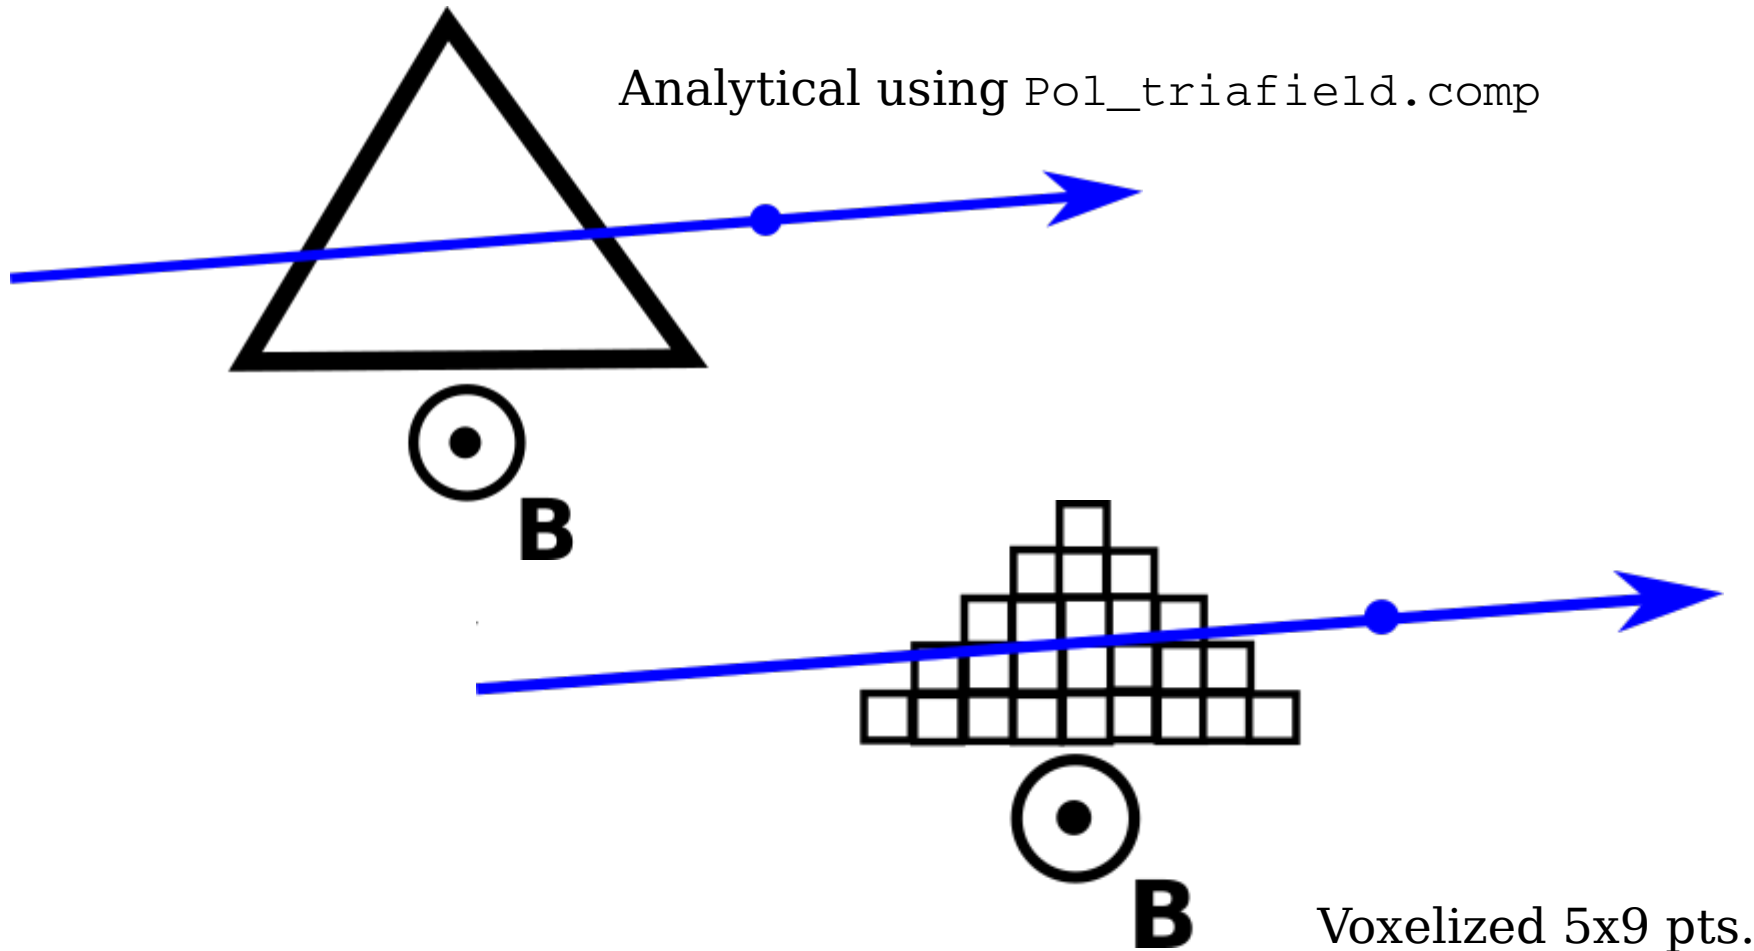 Analytical using Pol_triafield.comp
B
B
Voxelized 5x9 pts.